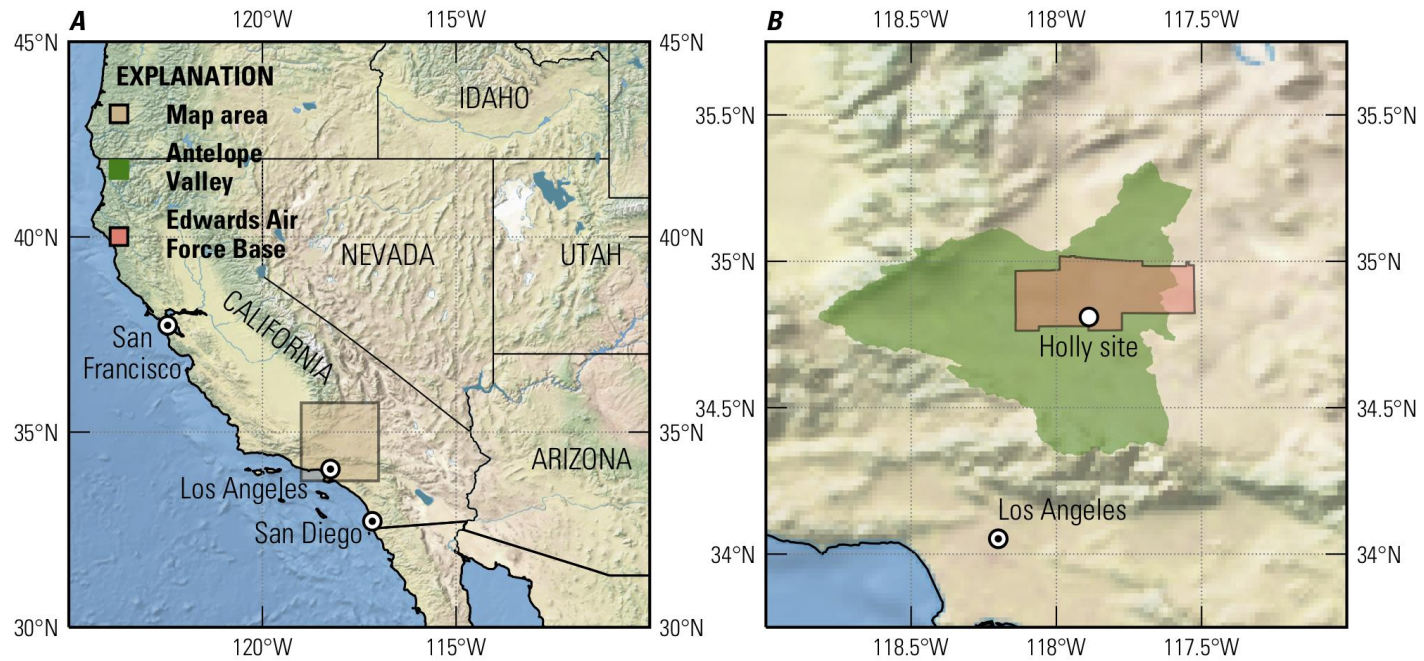 A
120°W
115°W
45°N
45°N
EXPLANATION
Map area
Antelope
Valley
Edwards Air
Force Base
IDAHO
40°N
40°N
NEVADA
UTAH
CALIFORNIA
San
Francisco
35°N
35°N
ARIZONA
Los Angeles
San Diego
30°N
30°N
120°W
115°W
B
118.5°W
118°W
117.5°W
35.5°N
35.5°N
35°N
35°N
Holly site
34.5°N
34.5°N
Los Angeles
34°N
34°N
118.5°W
118°W
117.5°W